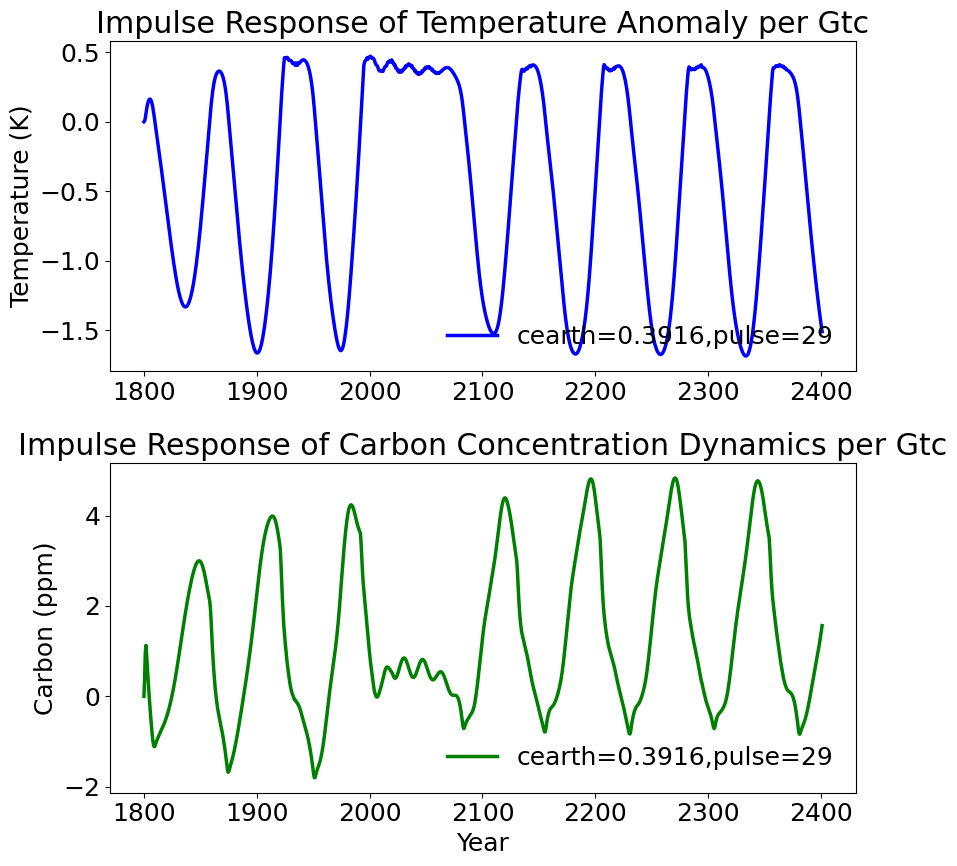 Impulse Response of Temperature Anomaly per Gtc
Temperature (K)
0.5
0.0
−0.5
−1.0
−1.5
cearth=0.3916,pulse=29
1800 1900 2000 2100 2200 2300 2400
Impulse Response of Carbon Concentration Dynamics per Gtc
Carbon (ppm)
4
2
0
−2
cearth=0.3916,pulse=29
1800 1900 2000 2100 2200 2300 2400
Year